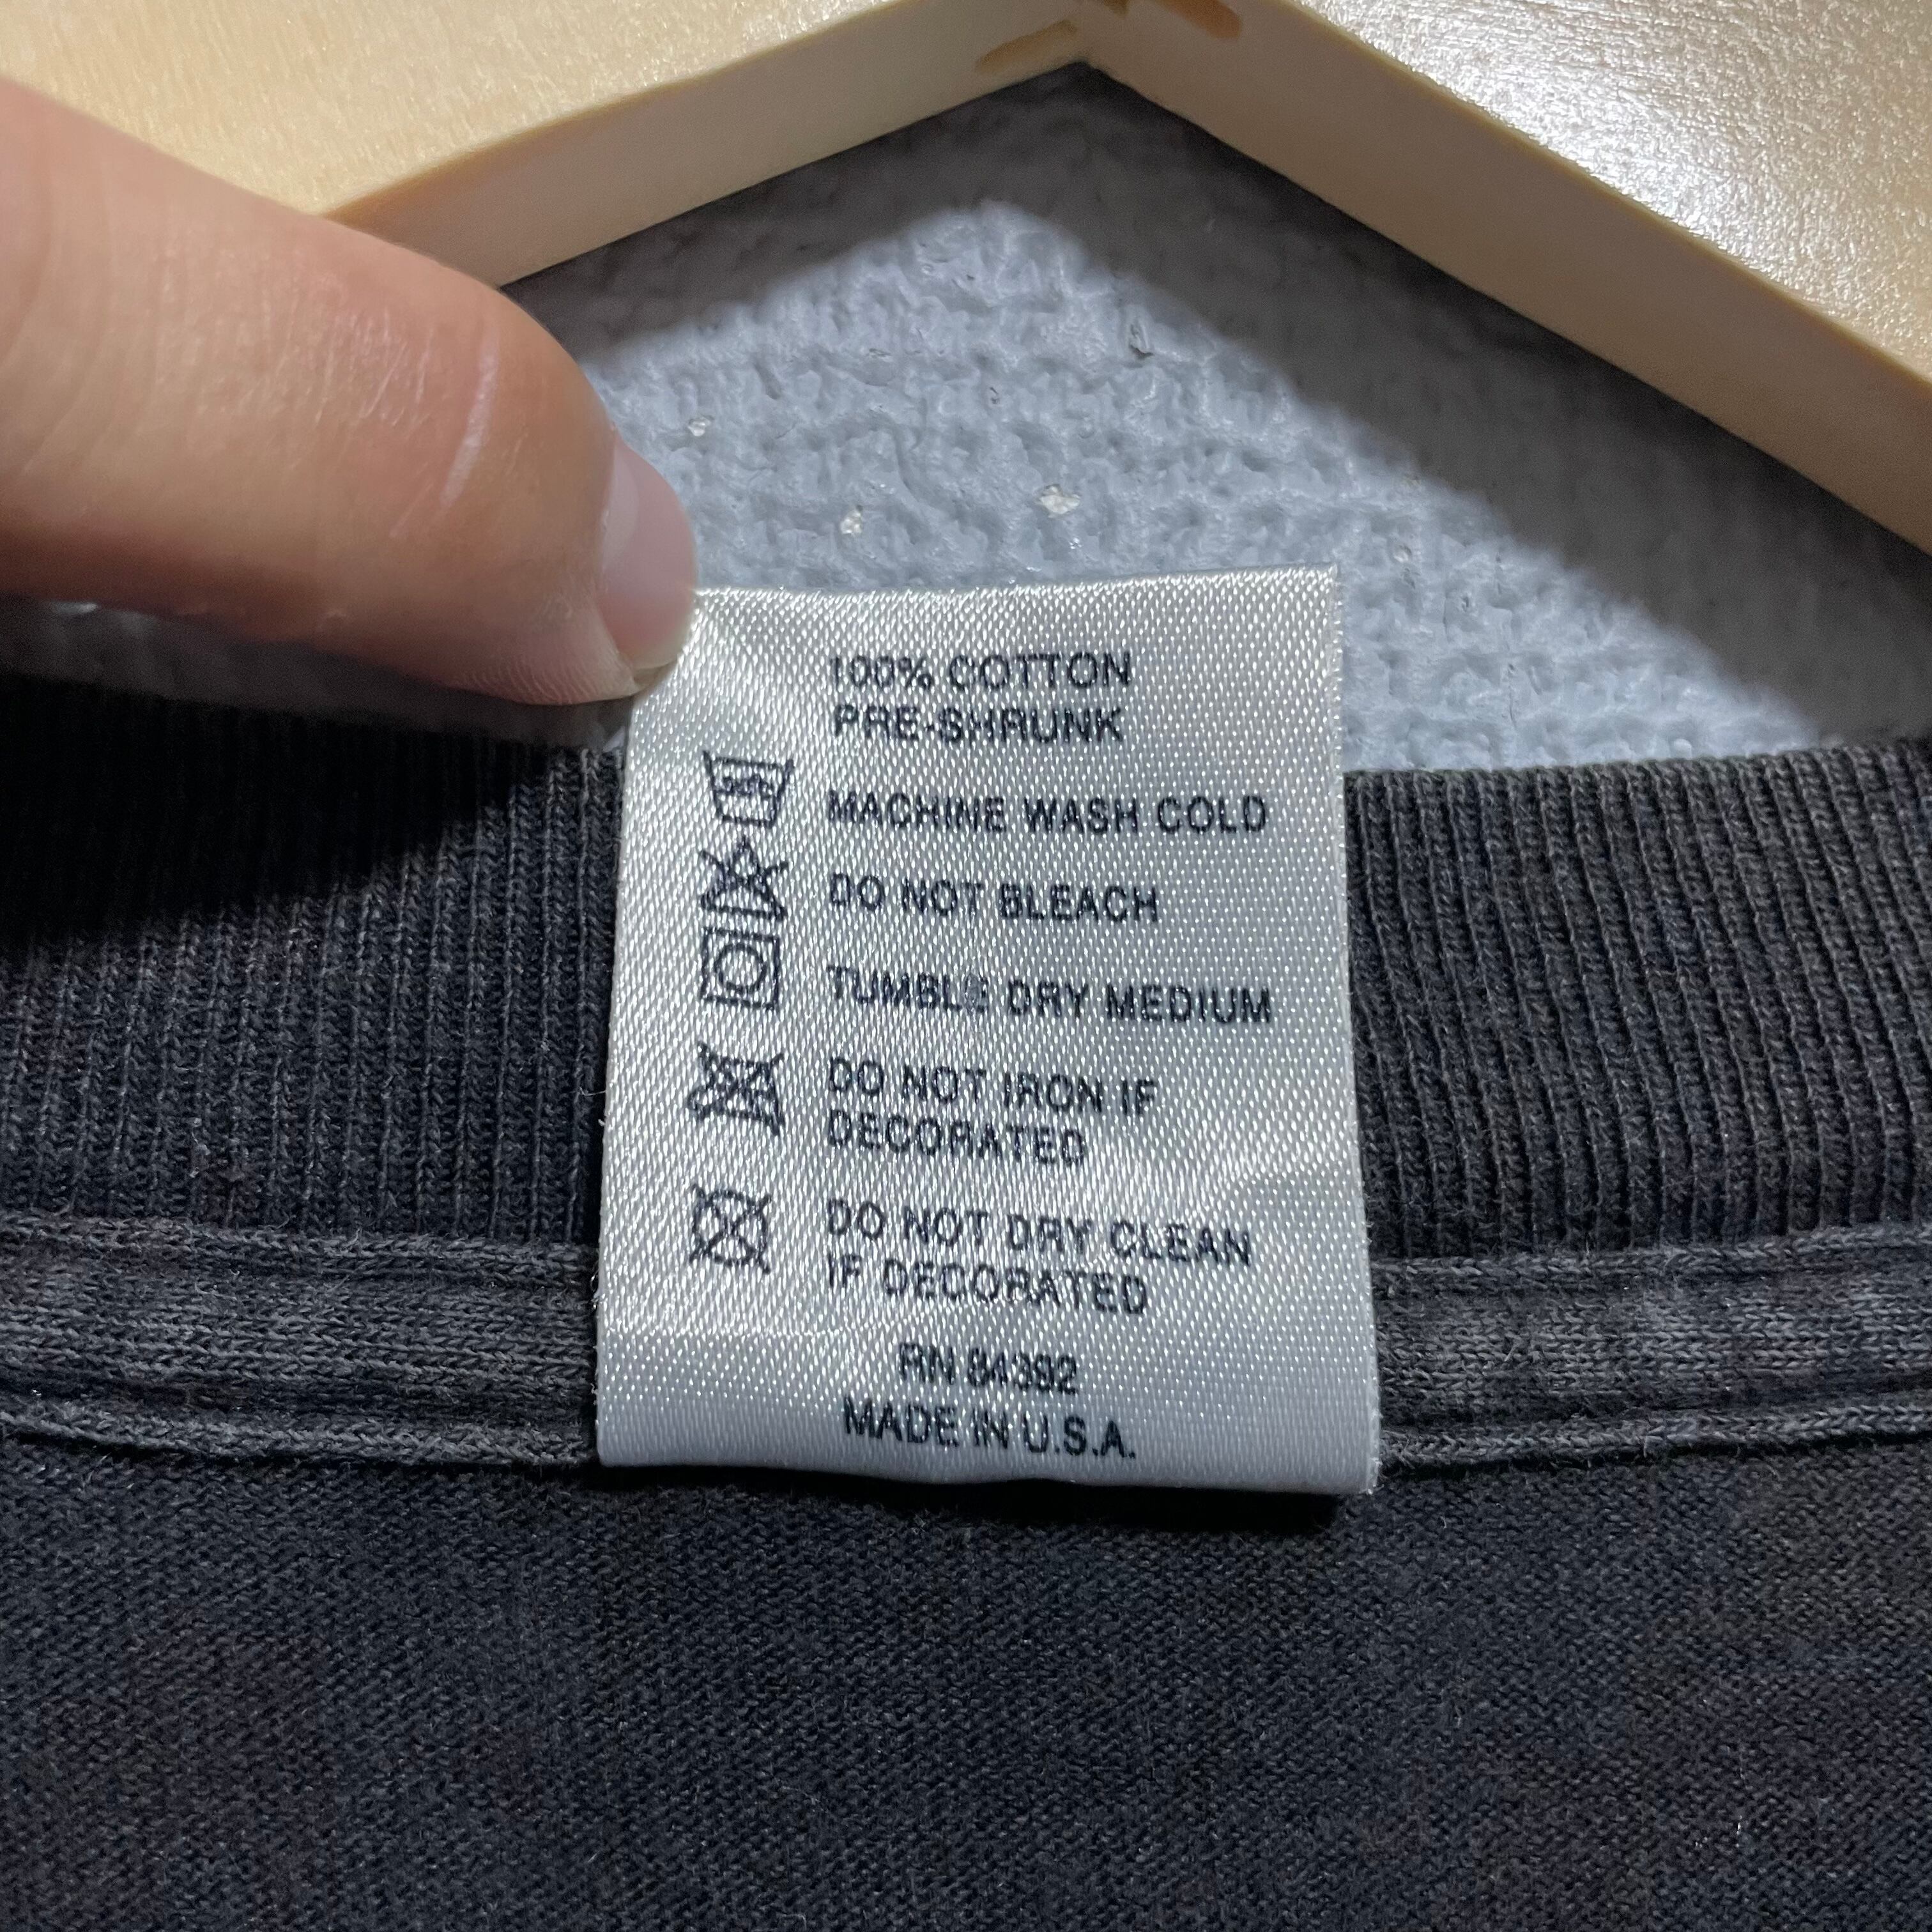 100% COTTON
PRE-SHRUNK
MACHINE WASH COLD
DO NOT BLEACH
TUMBLE DRY MEDIUM
DO NOT IRON IF
DECORATED
DO NOT DRY CLEAN
IF DECORATED
RN 84392
MADE IN U.S.A.